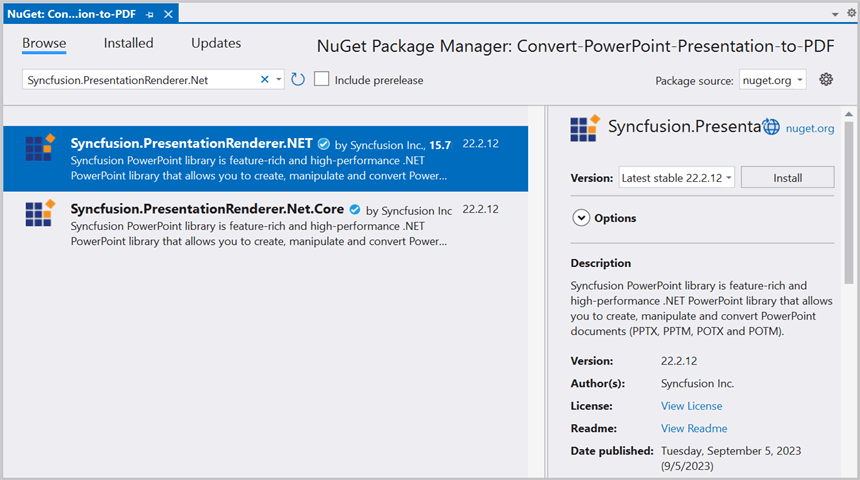 NuGet: Con...ion-to-PDF
Browse Installed Updates
NuGet Package Manager: Convert-PowerPoint-Presentation-to-PDF
Syncfusion.PresentationRenderer.Net
Include prerelease
Package source: nuget.org
Syncfusion.PresentationRenderer.NET by Syncfusion Inc., 15.7 22.2.12
Syncfusion PowerPoint library is feature-rich and high-performance .NET
PowerPoint library that allows you to create, manipulate and convert Power...
Syncfusion.PresentationRenderer.Net.Core by Syncfusion Inc 22.2.12
Syncfusion PowerPoint library is feature-rich and high-performance .NET
PowerPoint library that allows you to create, manipulate and convert Power...
Syncfusion.Presenta nuget.org
Version: Latest stable 22.2.12 Install
Options
Description
Syncfusion PowerPoint library is feature-rich and
high-performance .NET PowerPoint library that allows
you to create, manipulate and convert PowerPoint
documents (PPTX, PPTM, POTX and POTM).
Version: 22.2.12
Author(s): Syncfusion Inc.
License: View License
Readme: View Readme
Date published: Tuesday, September 5, 2023
(9/5/2023)